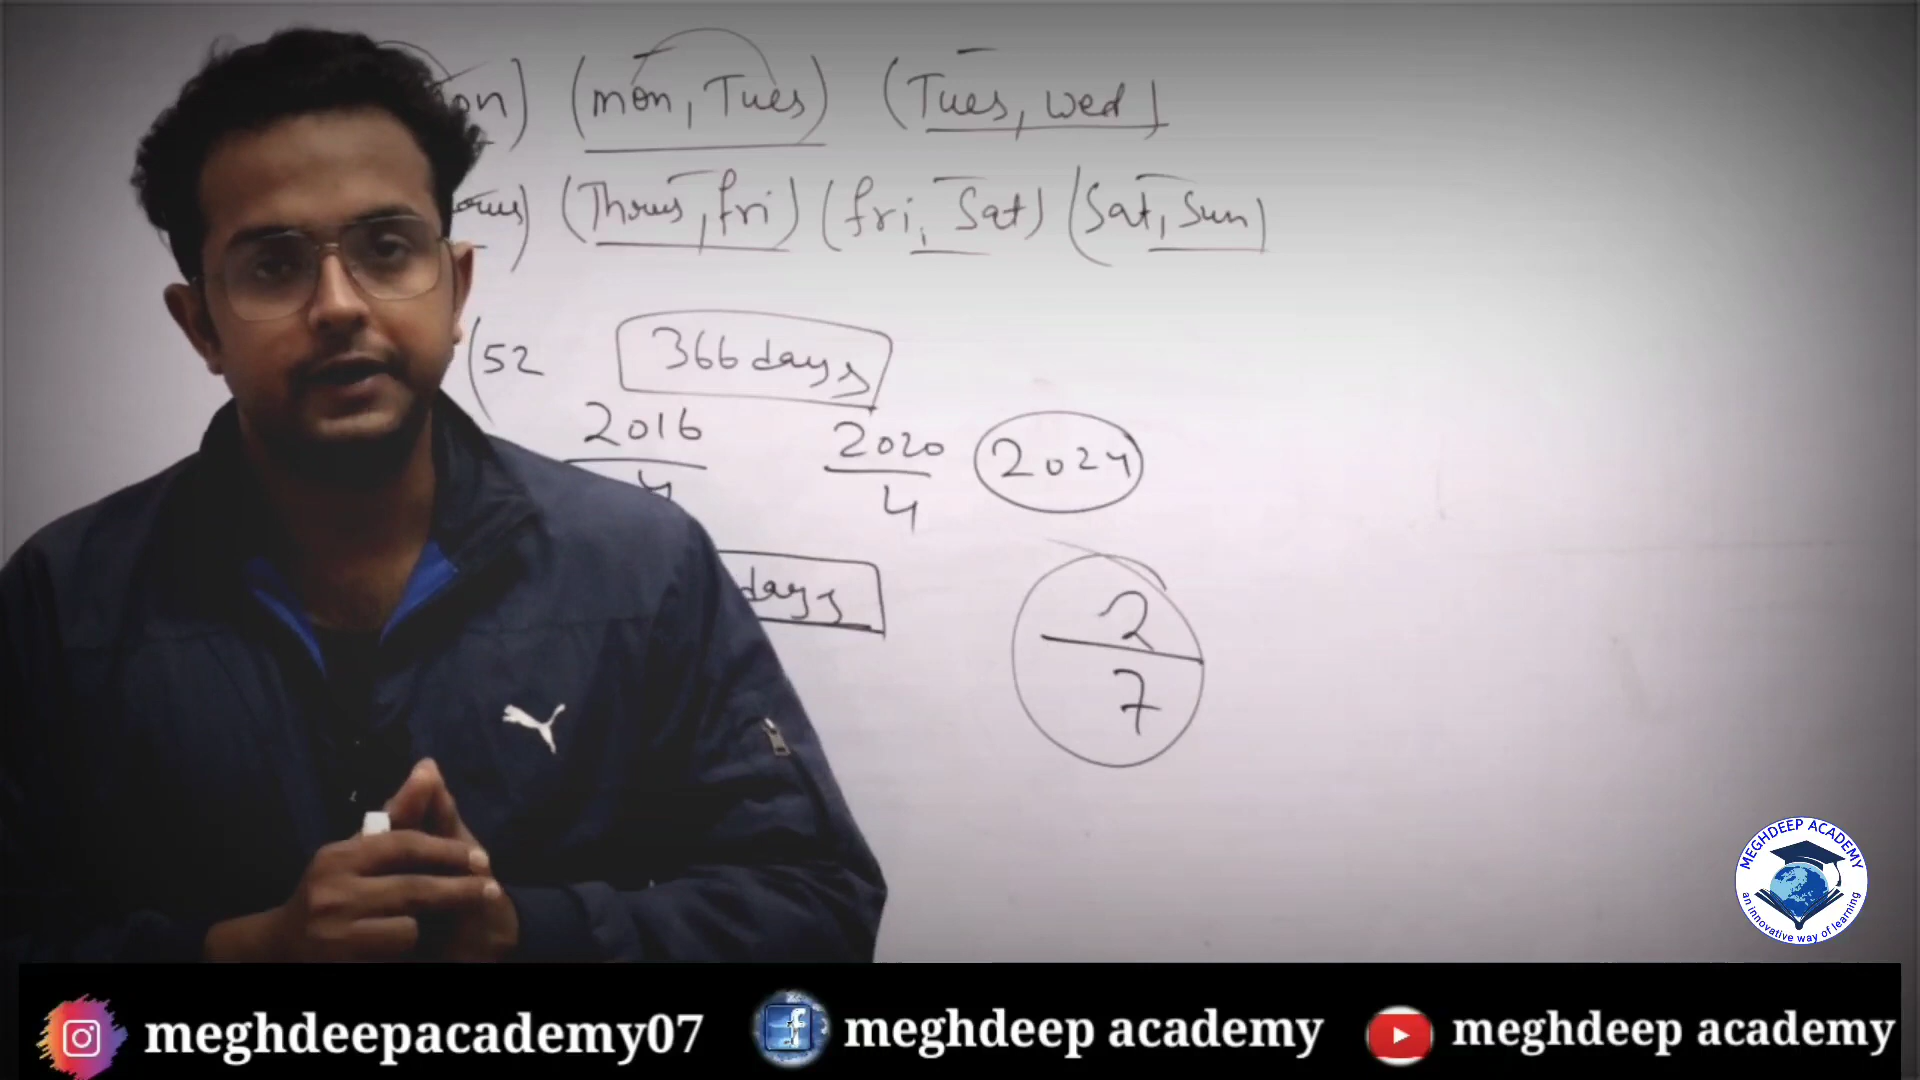 on) (mon, Tues) (Tues, wed)
(Thrus, fri) (fri, Sat) (Sat, Sun)
(52 366 days
2016 2020 2024
4 4
days
2
7
MEGHDEEP ACADEMY
an innovative way of learning
meghdeepacademy07 meghdeep academy meghdeep academy